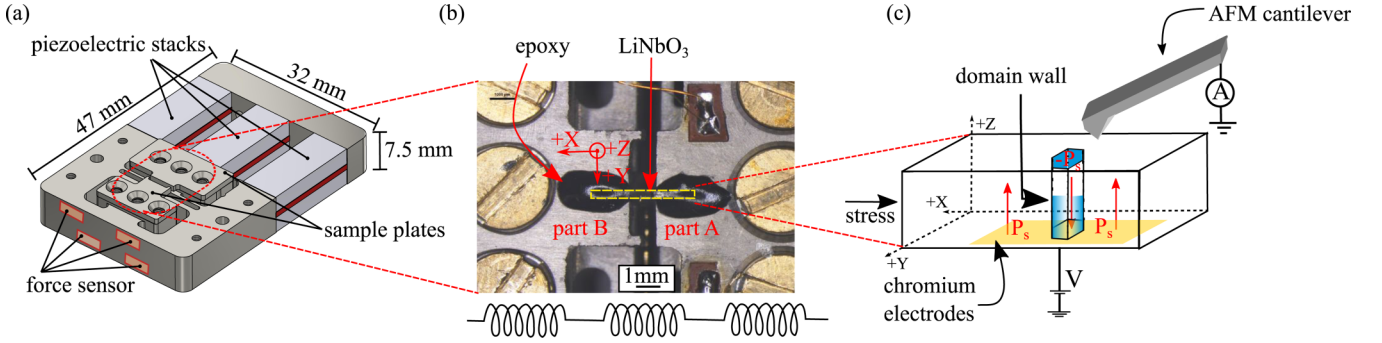 (a)
piezoelectric stacks
47 mm
32 mm
7.5 mm
sample plates
force sensor
(b)
epoxy
LiNbO₃
+X
+Z
+Y
part B
part A
1mm
(c)
AFM cantilever
A
domain wall
+Z
-Pₛ
stress
+X
Pₛ
Pₛ
+Y
chromium
electrodes
V